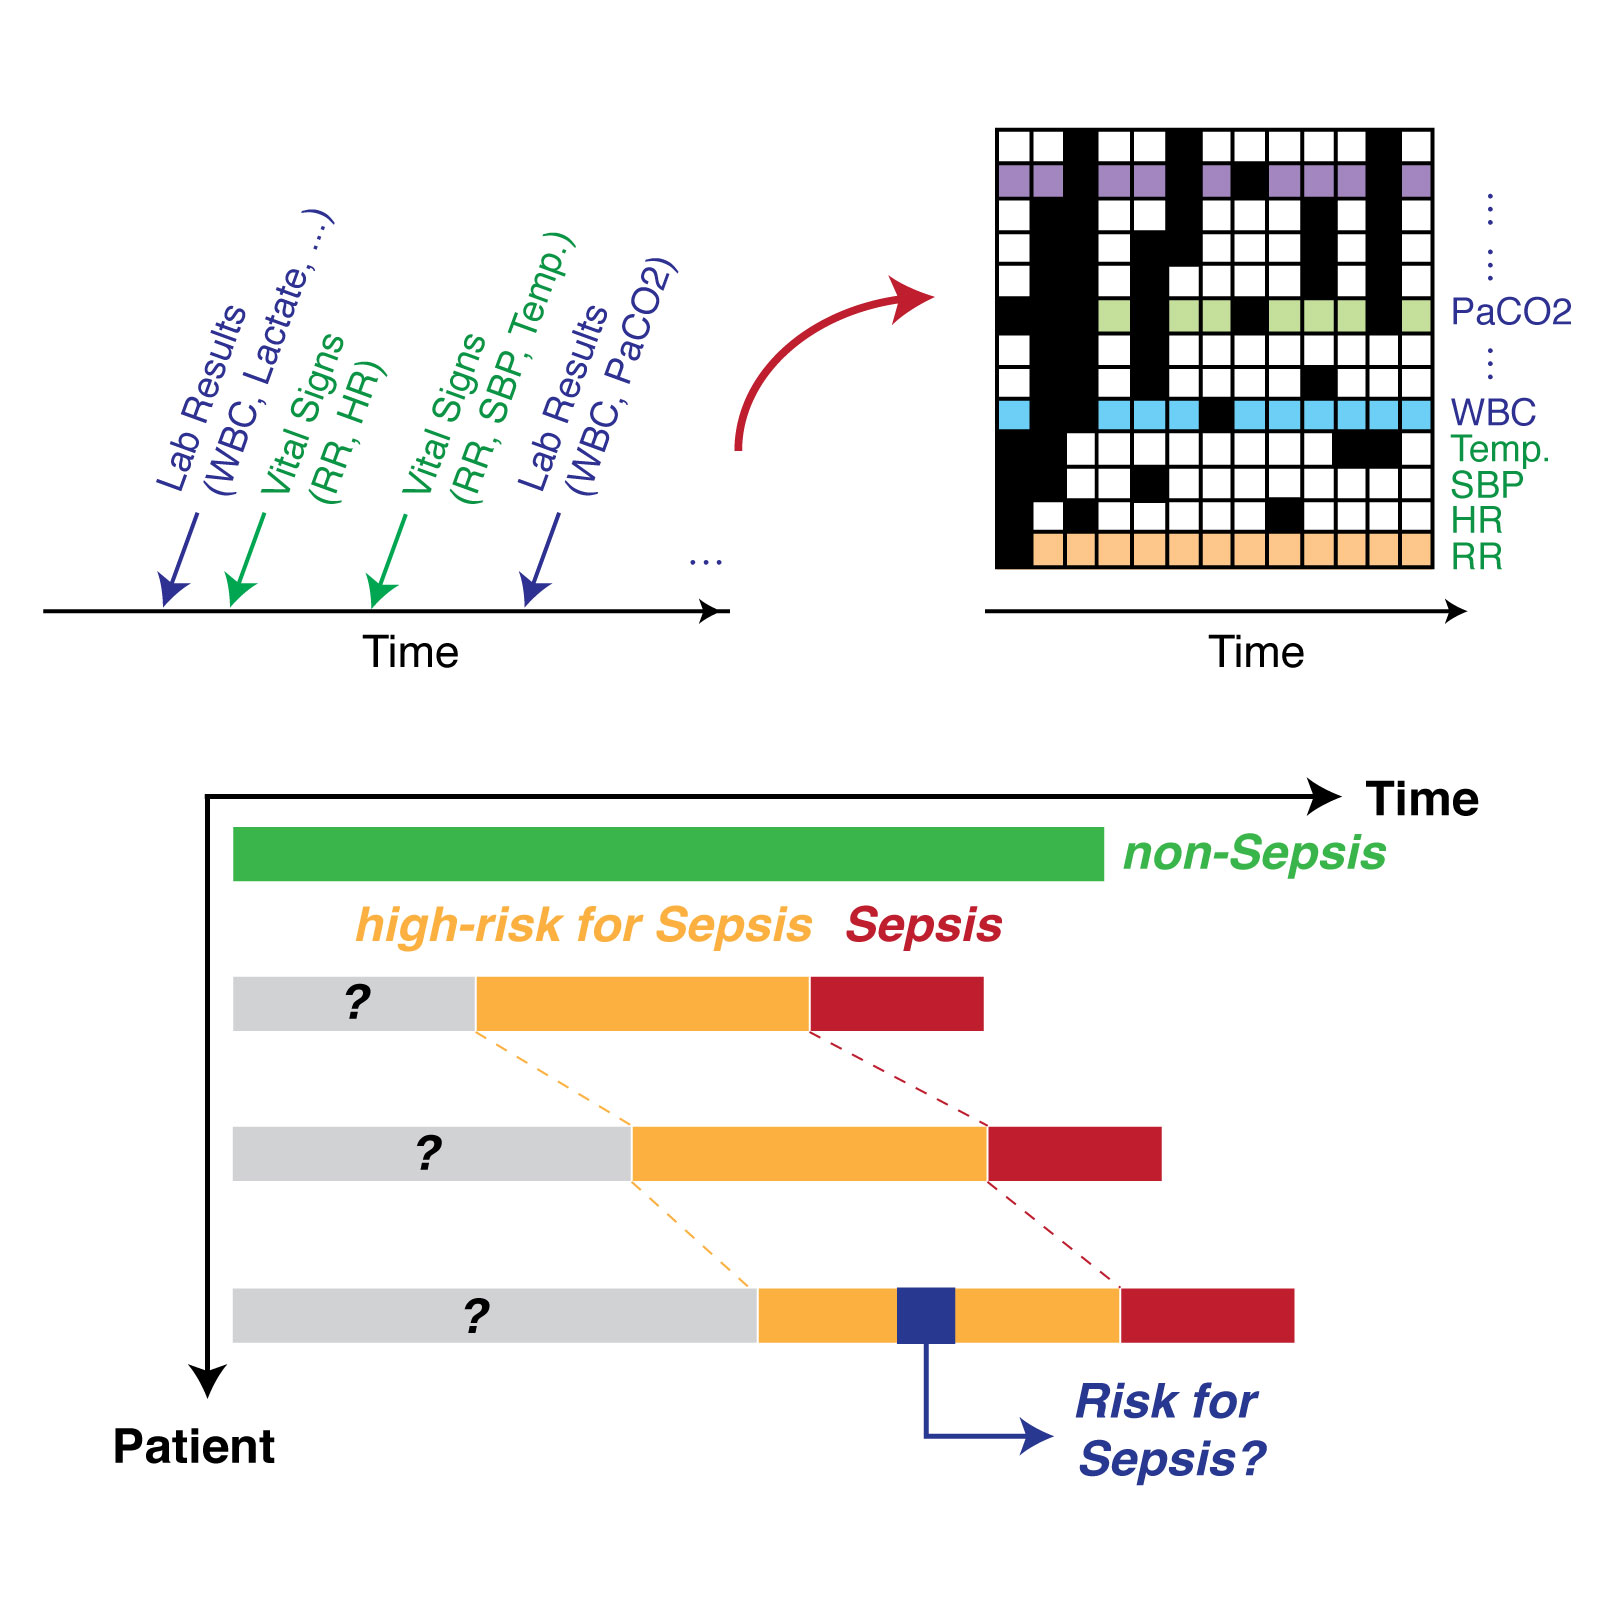 Lab Results
(WBC, Lactate, ...)
Vital Signs
(RR, HR)
Vital Signs
(RR, SBP, Temp.)
Lab Results
(WBC, PaCO2)
...
Time
...
...
PaCO2
...
WBC
Temp.
SBP
HR
RR
Time
Time
non-Sepsis
high-risk for Sepsis
Sepsis
?
?
?
Risk for
Sepsis?
Patient